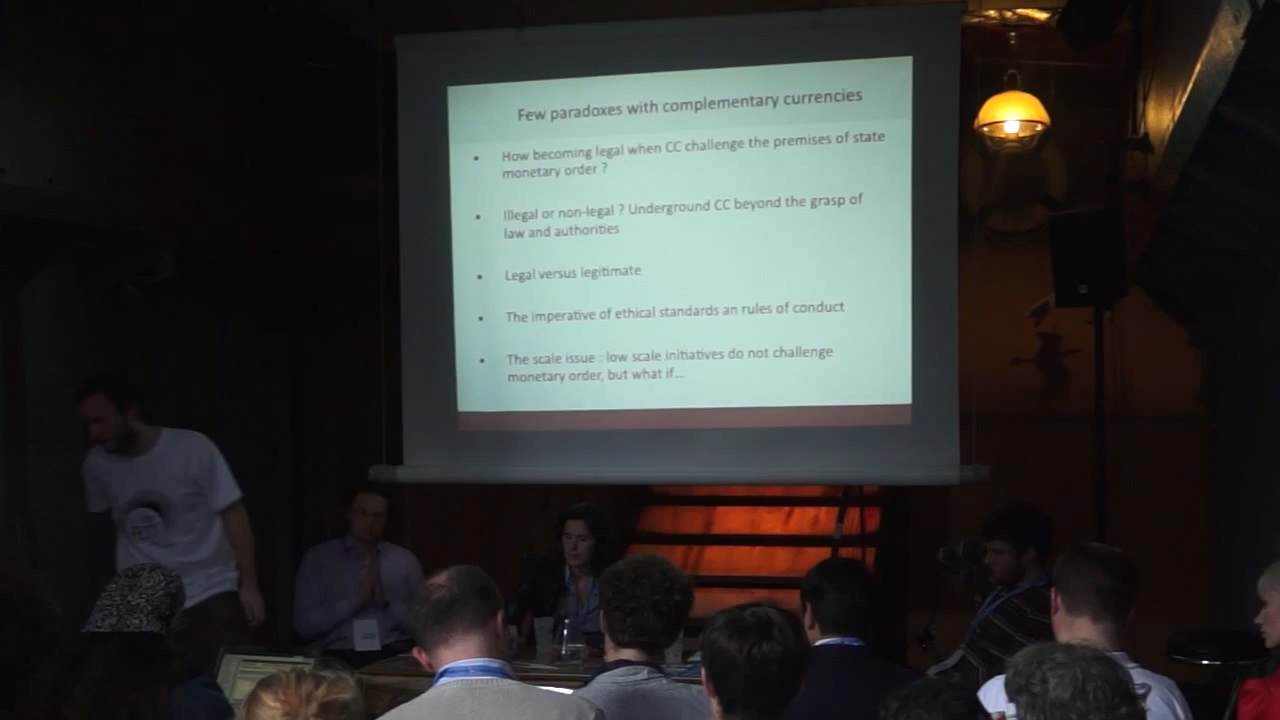 Few paradoxes with complementary currencies
How becoming legal when CC challenge the premises of state
monetary order ?
Illegal or non-legal ? Underground CC beyond the grasp of
law and authorities
Legal versus legitimate
The imperative of ethical standards an rules of conduct
The scale issue : low scale initiatives do not challenge
monetary order, but what if...